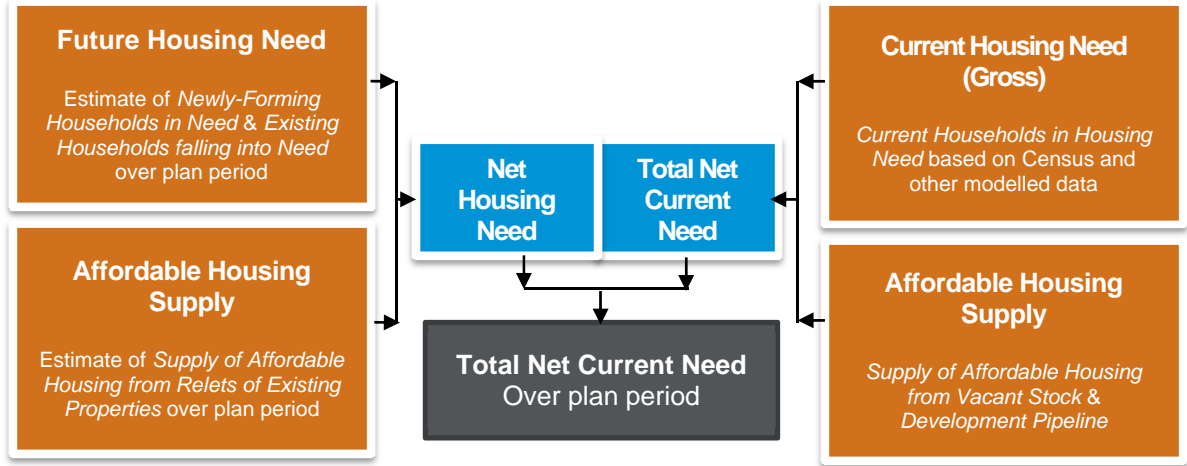 Future Housing Need
Estimate of Newly-Forming
Households in Need & Existing
Households falling into Need
over plan period
Affordable Housing
Supply
Estimate of Supply of Affordable
Housing from Relets of Existing
Properties over plan period
Net
Housing
Need
Total Net
Current
Need
Total Net Current Need
Over plan period
Current Housing Need
(Gross)
Current Households in Housing
Need based on Census and
other modelled data
Affordable Housing
Supply
Supply of Affordable Housing
from Vacant Stock &
Development Pipeline